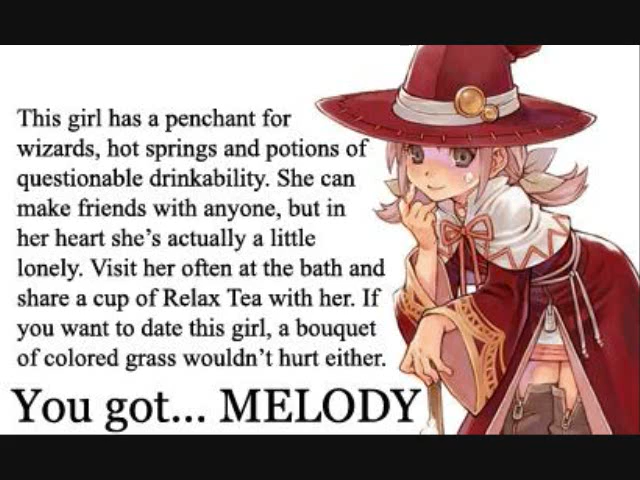 This girl has a penchant for
wizards, hot springs and potions of
questionable drinkability. She can
make friends with anyone, but in
her heart she's actually a little
lonely. Visit her often at the bath and
share a cup of Relax Tea with her. If
you want to date this girl, a bouquet
of colored grass wouldn't hurt either.
You got... MELODY